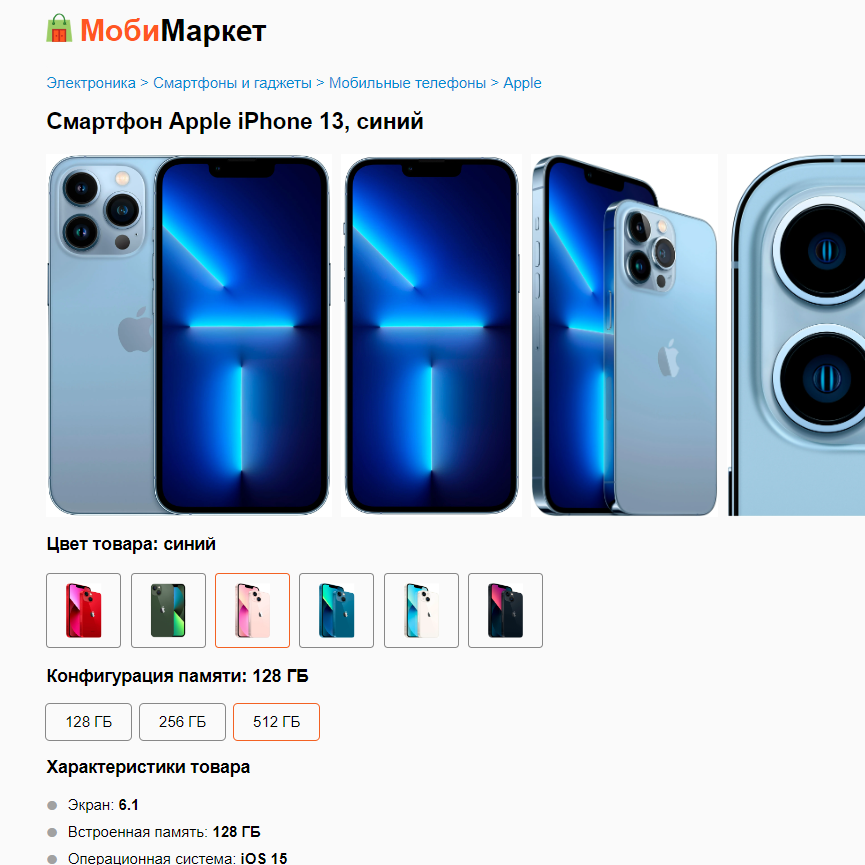 МобиМаркет
Электроника > Смартфоны и гаджеты > Мобильные телефоны > Apple
Смартфон Apple iPhone 13, синий
Цвет товара: синий
Конфигурация памяти: 128 ГБ
128 ГБ 256 ГБ 512 ГБ
Характеристики товара
Экран: 6.1
Встроенная память: 128 ГБ
Операционная система: iOS 15